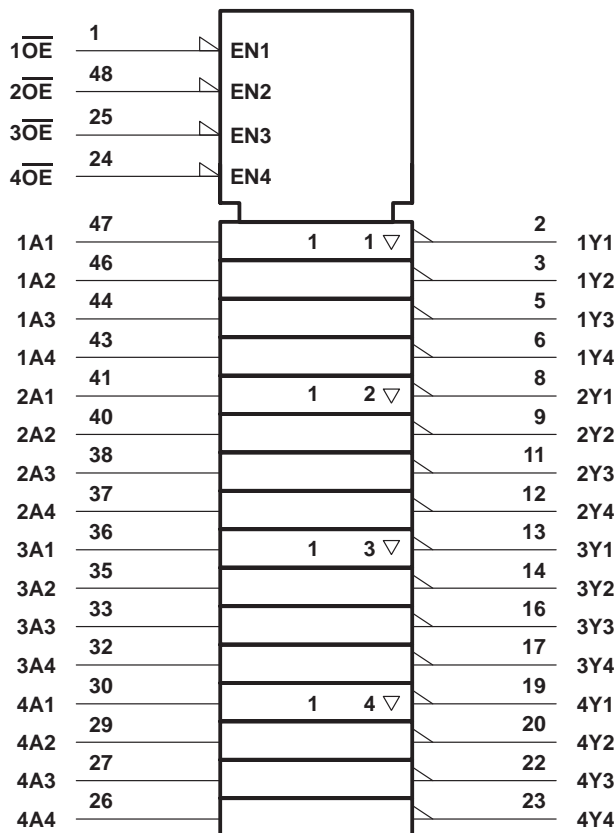 1O̅E̅ 1 EN1
2O̅E̅ 48 EN2
3O̅E̅ 25 EN3
4O̅E̅ 24 EN4
1A1 47 1 1 ▽ 2 1Y1
1A2 46 3 1Y2
1A3 44 5 1Y3
1A4 43 6 1Y4
2A1 41 1 2 ▽ 8 2Y1
2A2 40 9 2Y2
2A3 38 11 2Y3
2A4 37 12 2Y4
3A1 36 1 3 ▽ 13 3Y1
3A2 35 14 3Y2
3A3 33 16 3Y3
3A4 32 17 3Y4
4A1 30 1 4 ▽ 19 4Y1
4A2 29 20 4Y2
4A3 27 22 4Y3
4A4 26 23 4Y4